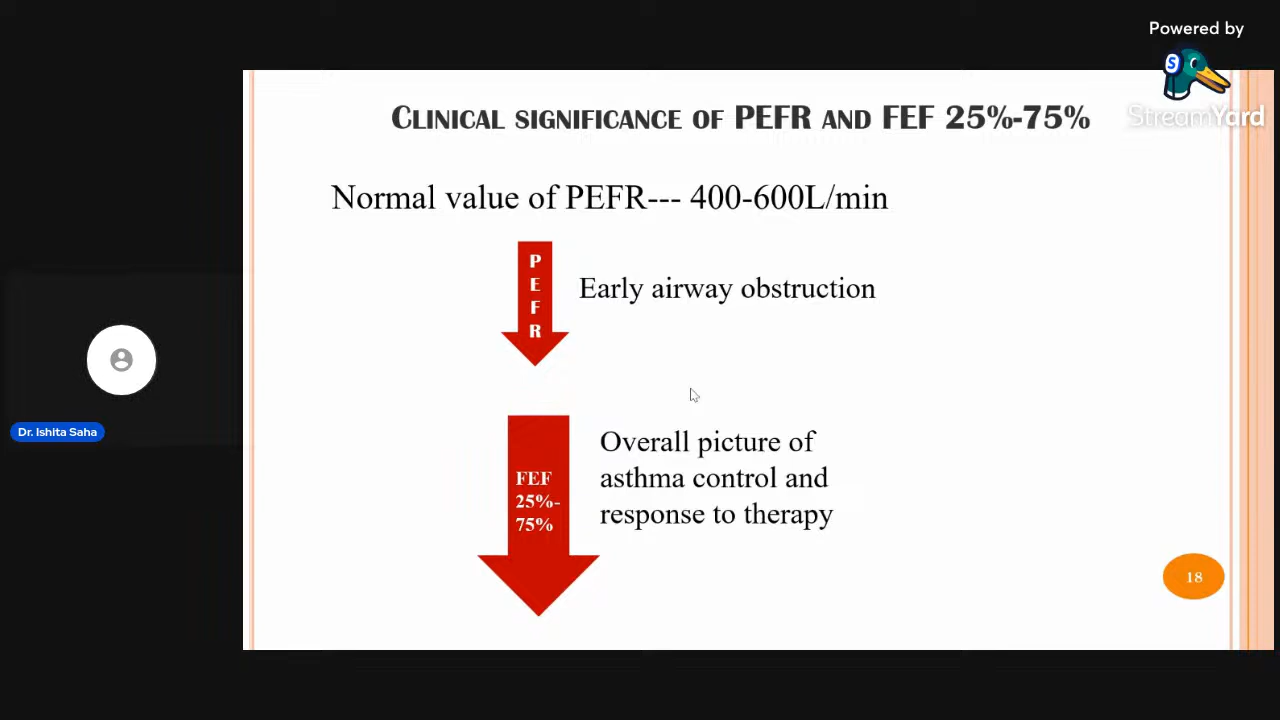 Powered by
S
StreamYard
CLINICAL SIGNIFICANCE OF PEFR AND FEF 25%-75%
Normal value of PEFR--- 400-600L/min
P
E
F
R
Early airway obstruction
FEF
25%-
75%
Overall picture of
asthma control and
response to therapy
Dr. Ishita Saha
18